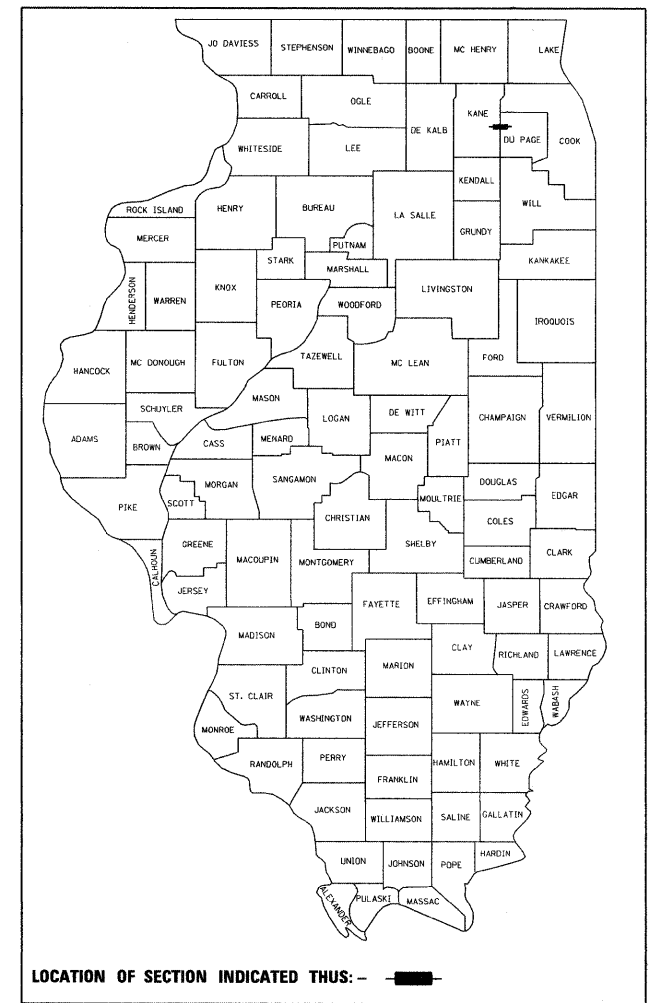 JO DAVIESS STEPHENSON WINNEBAGO BOONE MC HENRY LAKE
CARROLL OGLE KANE
DE KALB DU PAGE COOK
WHITESIDE LEE
KENDALL
ROCK ISLAND HENRY BUREAU LA SALLE WILL
MERCER PUTNAM GRUNDY
STARK MARSHALL KANKAKEE
HENDERSON WARREN KNOX PEORIA WOODFORD LIVINGSTON
IROQUOIS
HANCOCK MC DONOUGH FULTON TAZEWELL MC LEAN FORD
MASON
SCHUYLER LOGAN DE WITT CHAMPAIGN VERMILION
ADAMS BROWN CASS MENARD PIATT
MACON
PIKE SCOTT MORGAN SANGAMON MOULTRIE DOUGLAS EDGAR
CHRISTIAN COLES
GREENE SHELBY
CALHOUN MACOUPIN MONTGOMERY CUMBERLAND CLARK
JERSEY
FAYETTE EFFINGHAM JASPER CRAWFORD
MADISON BOND
CLAY RICHLAND LAWRENCE
CLINTON MARION
ST. CLAIR WAYNE EDWARDS WABASH
WASHINGTON JEFFERSON
MONROE
RANDOLPH PERRY HAMILTON WHITE
FRANKLIN
JACKSON WILLIAMSON SALINE GALLATIN
UNION JOHNSON POPE HARDIN
ALEXANDER PULASKI MASSAC
LOCATION OF SECTION INDICATED THUS: -